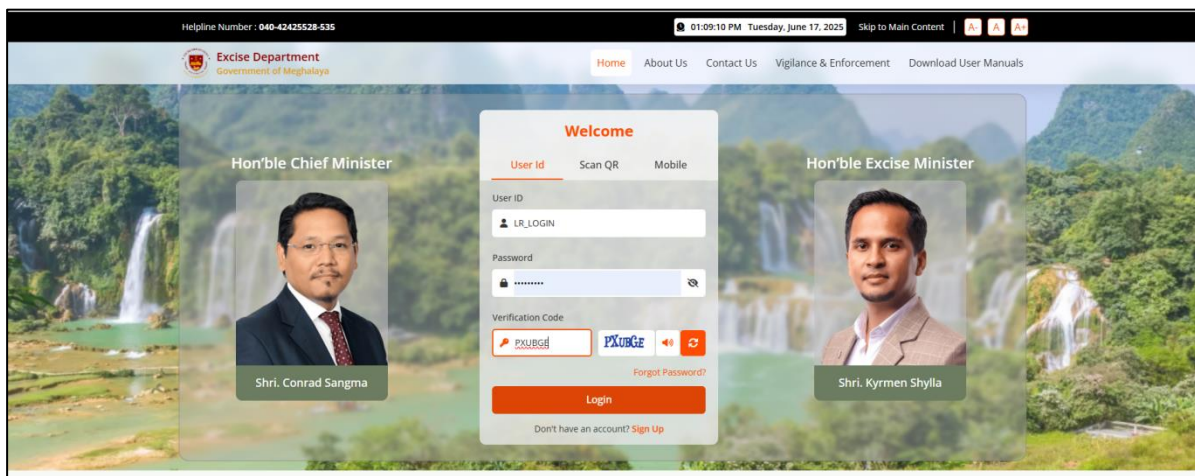 Helpline Number : 040-42425528-535
01:09:10 PM Tuesday, June 17, 2025
Skip to Main Content | A- A A+
Excise Department
Government of Meghalaya
Home About Us Contact Us Vigilance & Enforcement Download User Manuals
Hon'ble Chief Minister
Shri. Conrad Sangma
Welcome
User Id Scan QR Mobile
User ID
LR_LOGIN
Password
•••••••••
Verification Code
PXUBGE PXUBGE
Forgot Password?
Login
Don't have an account? Sign Up
Hon'ble Excise Minister
Shri. Kyrmen Shylla